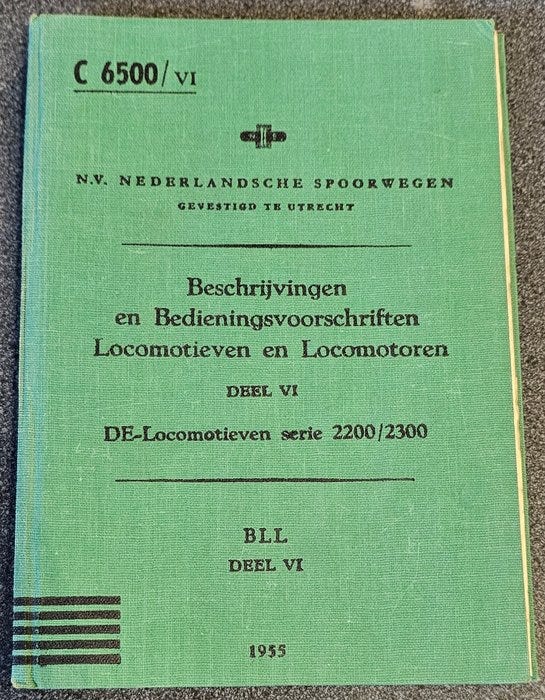 C 6500/VI
N.V. NEDERLANDSCHE SPOORWEGEN
GEVESTIGD TE UTRECHT
Beschrijvingen
en Bedieningsvoorschriften
Locomotieven en Locomotoren
DEEL VI
DE-Locomotieven serie 2200/2300
BLL
DEEL VI
1955